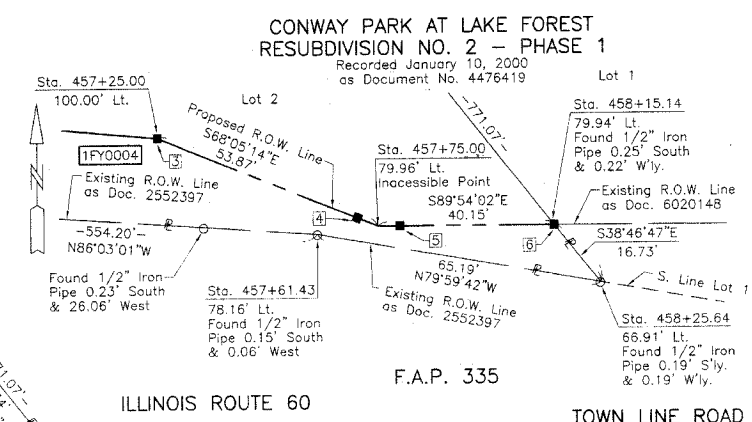 CONWAY PARK AT LAKE FOREST
RESUBDIVISION NO. 2 - PHASE 1
Recorded January 10, 2000
as Document No. 4476419
Sta. 457+25.00
100.00' Lt.
Lot 2
Lot 1
-771.07'-
Proposed R.O.W. Line
S68°05'14"E
53.87'
Sta. 457+75.00
79.96' Lt.
Inacessible Point
Sta. 458+15.14
79.94' Lt.
Found 1/2" Iron
Pipe 0.25' South
& 0.22' W'ly.
1FY0004
3
N
Existing R.O.W. Line
as Doc. 2552397
S89°54'02"E
40.15'
Existing R.O.W. Line
as Doc. 6020148
4
5
6
-554.20'-
N86°03'01"W
S38°46'47"E
16.73'
Found 1/2" Iron
Pipe 0.23' South
& 26.06' West
Sta. 457+61.43
78.16' Lt.
Found 1/2" Iron
Pipe 0.15' South
& 0.06' West
65.19'
N79°59'42"W
Existing R.O.W. Line
as Doc. 2552397
S. Line Lot 1
Sta. 458+25.64
66.91' Lt.
Found 1/2" Iron
Pipe 0.19' S'ly.
& 0.19' W'ly.
F.A.P. 335
ILLINOIS ROUTE 60
TOWN LINE ROAD